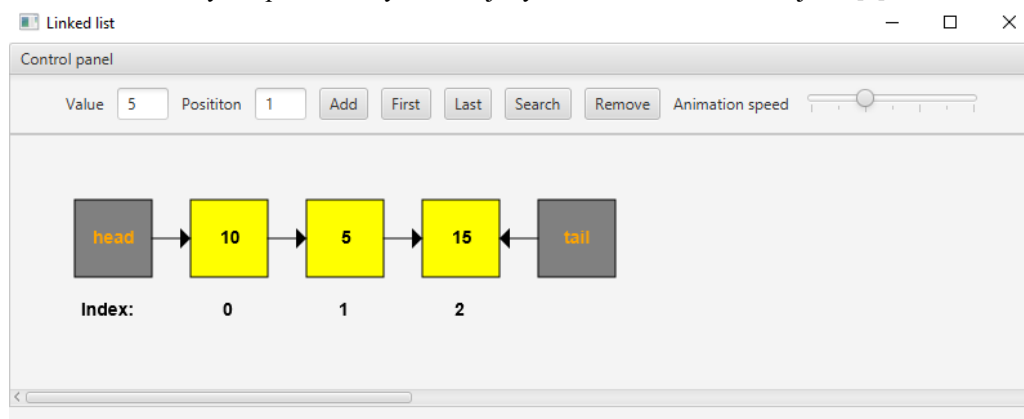 Linked list
Control panel
Value 5 Posititon 1 Add First Last Search Remove Animation speed
head 10 5 15 tail
Index: 0 1 2